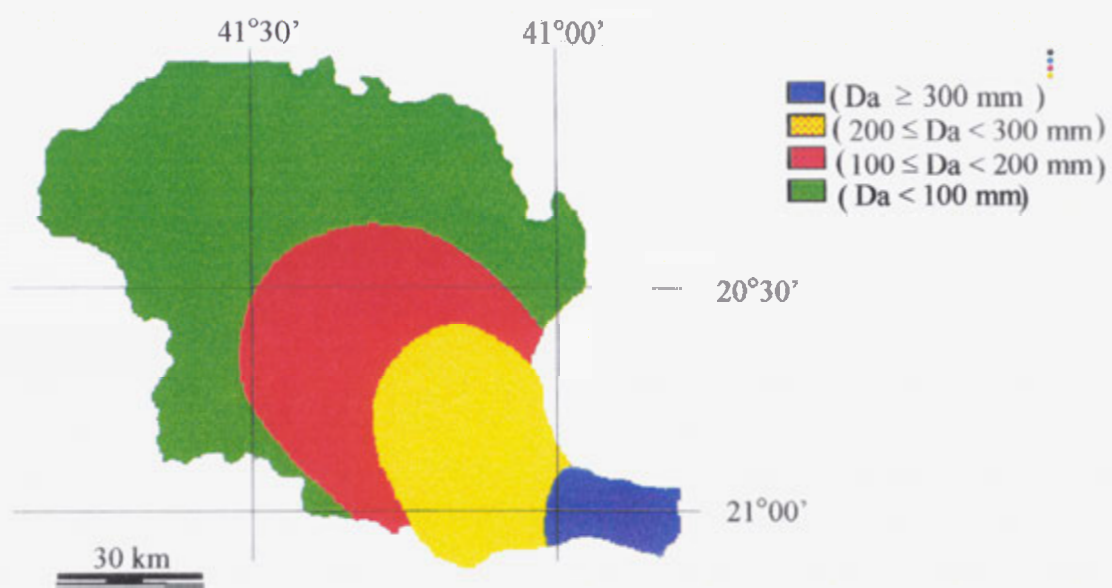 41°30’
41°00’
( Da ≥ 300 mm )
( 200 ≤ Da < 300 mm)
(100 ≤ Da < 200 mm)
( Da < 100 mm)
20°30’
21°00’
30 km